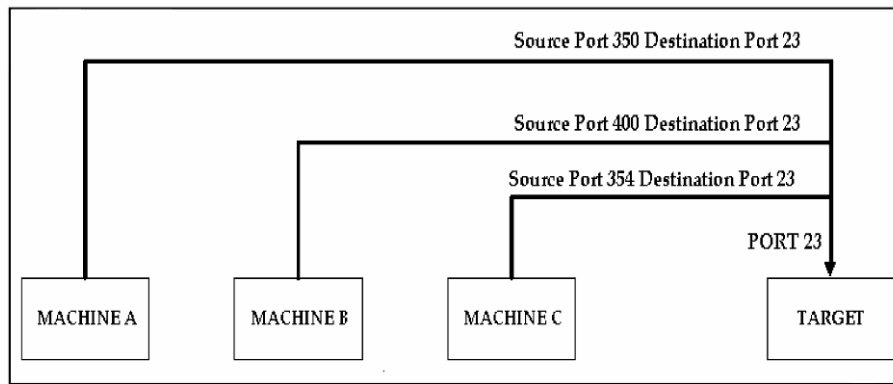 Source Port 350 Destination Port 23
Source Port 400 Destination Port 23
Source Port 354 Destination Port 23
PORT 23
MACHINE A
MACHINE B
MACHINE C
TARGET